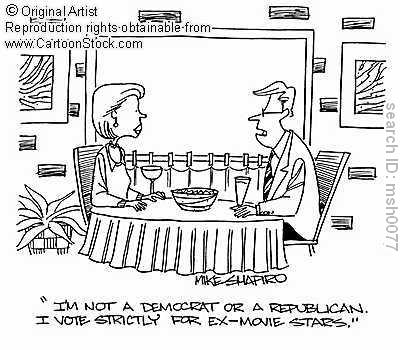 © Original Artist
Reproduction rights obtainable from
www.CartoonStock.com
search ID: msh0077
MIKE SHAPIRO
"I'M NOT A DEMOCRAT OR A REPUBLICAN.
I VOTE STRICTLY FOR EX-MOVIE STARS."